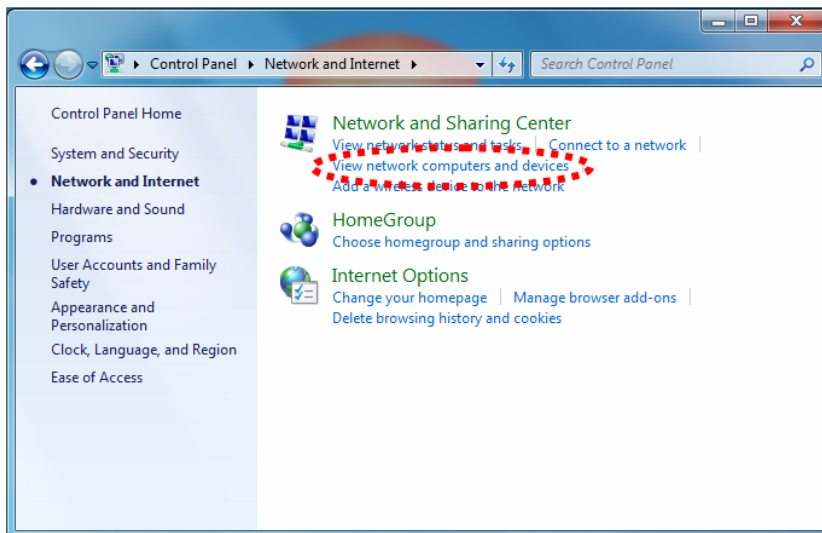 Control Panel Network and Internet
Search Control Panel
Control Panel Home
System and Security
Network and Internet
Hardware and Sound
Programs
User Accounts and Family
Safety
Appearance and
Personalization
Clock, Language, and Region
Ease of Access
Network and Sharing Center
View network status and tasks Connect to a network
View network computers and devices
Add a wireless device to the network
HomeGroup
Choose homegroup and sharing options
Internet Options
Change your homepage Manage browser add-ons
Delete browsing history and cookies